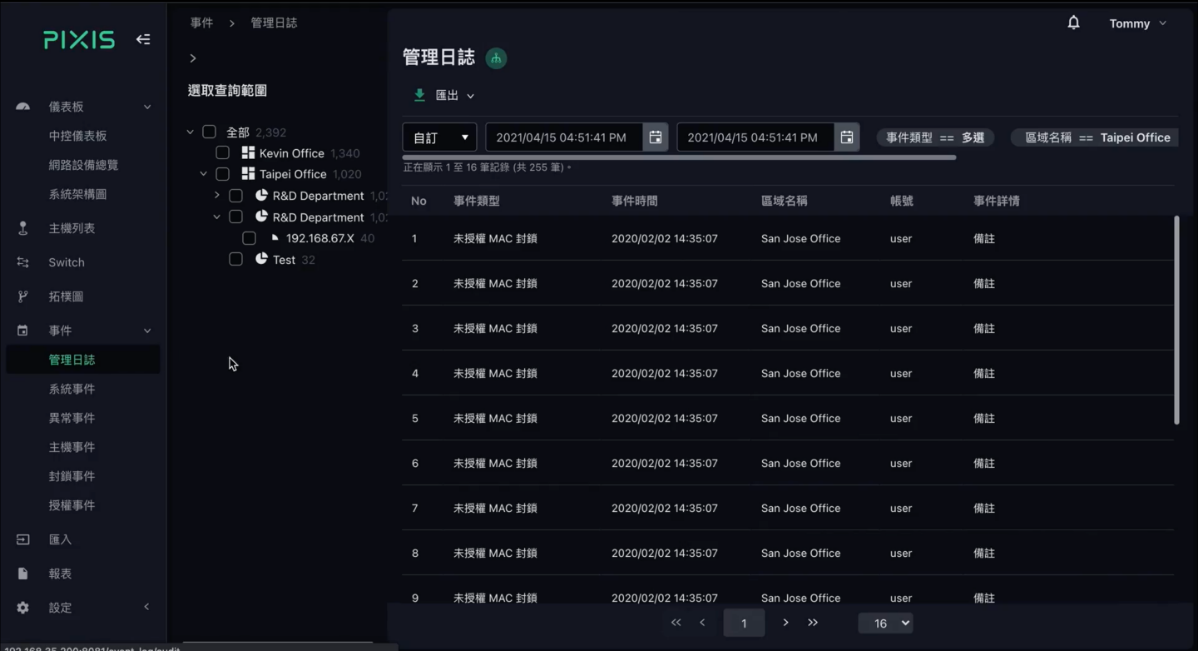 PIXIS
儀表板
中控儀表板
網路設備總覽
系統架構圖
主機列表
Switch
拓樸圖
事件
管理日誌
系統事件
異常事件
主機事件
封鎖事件
授權事件
匯入
報表
設定
事件 > 管理日誌
選取查詢範圍
全部 2,392
Kevin Office 1,340
Taipei Office 1,020
R&D Department
R&D Department
192.168.67.X 40
Test 32
Tommy
管理日誌
匯出
自訂 2021/04/15 04:51:41 PM 2021/04/15 04:51:41 PM 事件類型 == 多選 區域名稱 == Taipei Office
正在顯示 1 至 16 筆記錄 (共 255 筆)。
No 事件類型 事件時間 區域名稱 帳號 事件詳情
1 未授權 MAC 封鎖 2020/02/02 14:35:07 San Jose Office user 備註
2 未授權 MAC 封鎖 2020/02/02 14:35:07 San Jose Office user 備註
3 未授權 MAC 封鎖 2020/02/02 14:35:07 San Jose Office user 備註
4 未授權 MAC 封鎖 2020/02/02 14:35:07 San Jose Office user 備註
5 未授權 MAC 封鎖 2020/02/02 14:35:07 San Jose Office user 備註
6 未授權 MAC 封鎖 2020/02/02 14:35:07 San Jose Office user 備註
7 未授權 MAC 封鎖 2020/02/02 14:35:07 San Jose Office user 備註
8 未授權 MAC 封鎖 2020/02/02 14:35:07 San Jose Office user 備註
9 未授權 MAC 封鎖 2020/02/02 14:35:07 San Jose Office user 備註
« < 1 > » 16